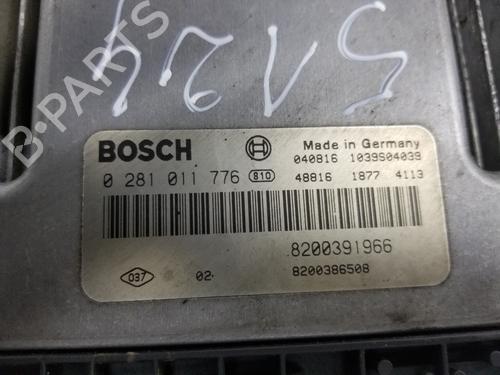 B-PARTS
5124
BOSCH
Made in Germany
040816 1039S04039
0 281 011 776 810 48816 1877 4113
8200391966
037 02 8200386508